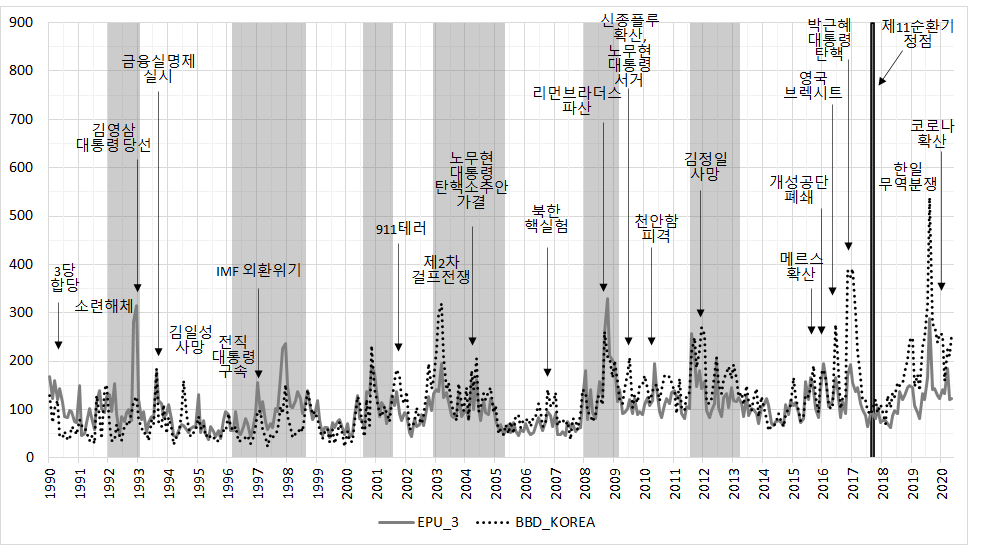 900
800
700
600
500
400
300
200
100
0
3당
합당
소련해체
김영삼
대통령 당선
금융실명제
실시
김일성
사망
전직
대통령
구속
IMF 외환위기
911테러
제2차
걸프전쟁
노무현
대통령
탄핵소추안
가결
북한
핵실험
리먼브라더스
파산
신종플루
확산,
노무현
대통령
서거
천안함
피격
김정일
사망
메르스
확산
개성공단
폐쇄
영국
브렉시트
박근혜
대통령
탄핵
제11순환기
정점
한일
무역분쟁
코로나
확산
1990
1991
1992
1993
1994
1995
1996
1997
1998
1999
2000
2001
2002
2003
2004
2005
2006
2007
2008
2009
2010
2011
2012
2013
2014
2015
2016
2017
2018
2019
2020
EPU_3
BBD_KOREA